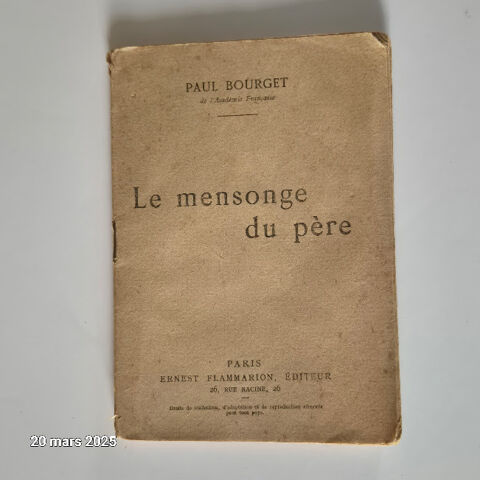 PAUL BOURGET
de l'Académie Française
Le mensonge
du père
PARIS
ERNEST FLAMMARION, ÉDITEUR
26, RUE RACINE, 26
Droits de traduction, d'adaptation et de reproduction réservés
pour tous pays.
20 mars 2025